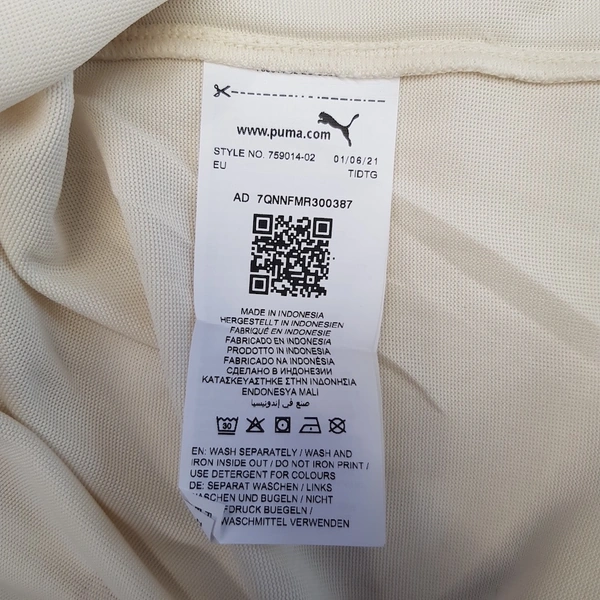 www.puma.com
STYLE NO. 759014-02 01/06/21
EU TIDTG
AD 7QNNFMR300387
MADE IN INDONESIA
HERGESTELLT IN INDONESIEN
FABRIQUÉ EN INDONESIE
FABRICADO EN INDONESIA
PRODOTTO IN INDONESIA
FABRICADO NA INDONÉSIA
СДЕЛАНО В ИНДОНЕЗИИ
ΚΑΤΑΣΚΕΥΑΣΤΗΚΕ ΣΤΗΝ ΙΝΔΟΝΗΣΙΑ
ENDONESYA MALI
صنع في إندونيسيا
30
EN: WASH SEPARATELY / WASH AND
IRON INSIDE OUT / DO NOT IRON PRINT /
USE DETERGENT FOR COLOURS
DE: SEPARAT WASCHEN / LINKS
WASCHEN UND BUGELN / NICHT
BUEGELN /
WASCHMITTEL VERWENDEN